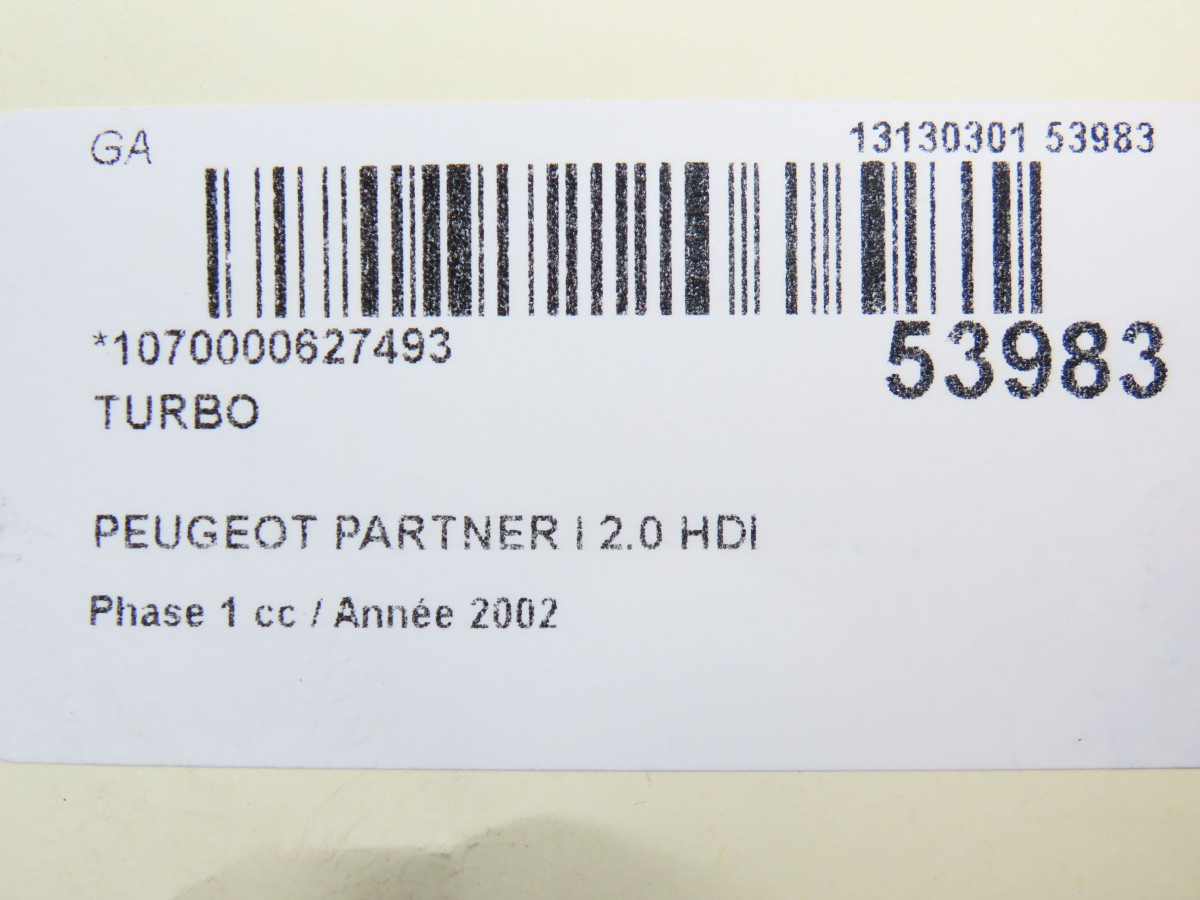 GA
13130301 53983
*1070000627493
53983
TURBO
PEUGEOT PARTNER I 2.0 HDI
Phase 1 cc / Année 2002